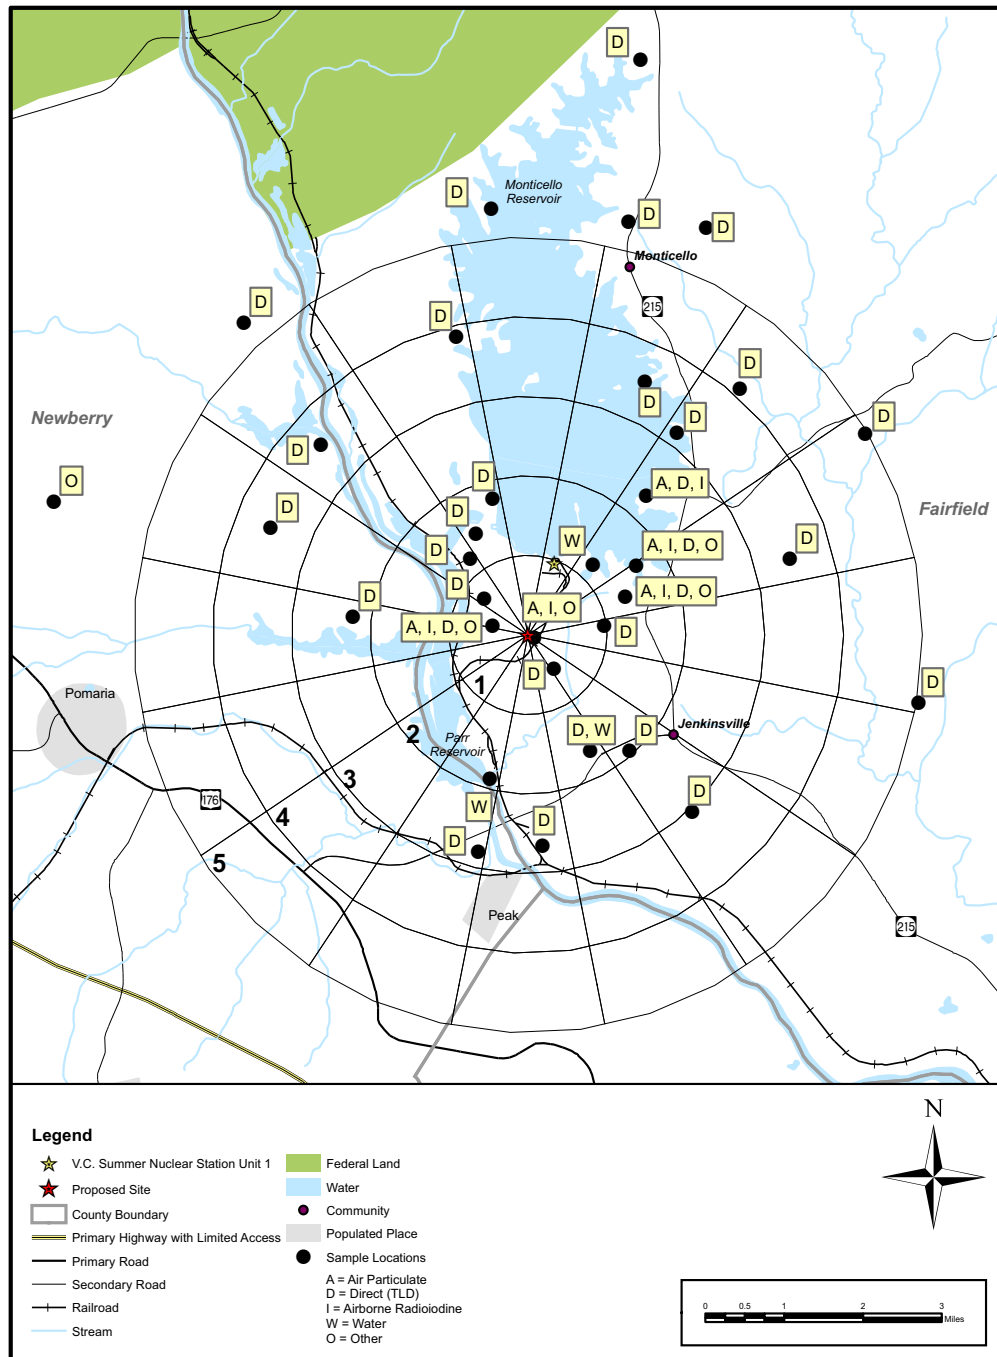 D
D
Monticello
Reservoir
D
D
Monticello
D
215
D
D
D
D
Newberry
D
D
D
O
D
A, D, I
Fairfield
D
D
W
A, I, D, O
D
D
D
A, I, D, O
D
A, I, O
A, I, D, O
D
D
1
D
Pomaria
Jenkinsville
2
Parr
Reservoir
D, W
D
3
176
4
W
D
D
D
5
Peak
215
Legend
V.C. Summer Nuclear Station Unit 1
Proposed Site
County Boundary
Primary Highway with Limited Access
Primary Road
Secondary Road
Railroad
Stream
Federal Land
Water
Community
Populated Place
Sample Locations
A = Air Particulate
D = Direct (TLD)
I = Airborne Radioiodine
W = Water
O = Other
N
0 0.5 1 2 3
Miles